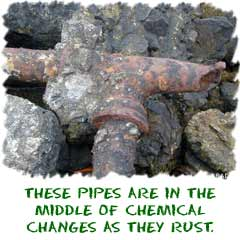 THESE PIPES ARE IN THE
MIDDLE OF CHEMICAL
CHANGES AS THEY RUST.